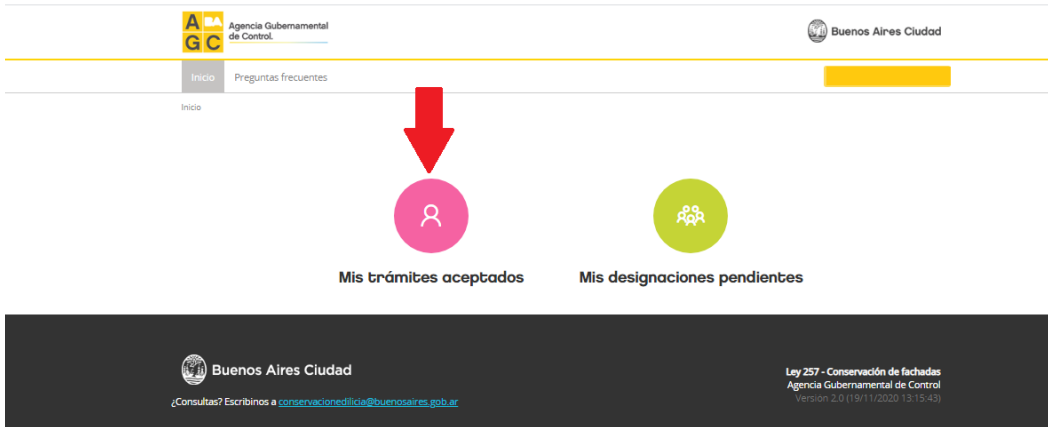 A BA
G C
Agencia Gubernamental
de Control.
Buenos Aires Ciudad
Inicio
Preguntas frecuentes
Inicio
Mis trámites aceptados
Mis designaciones pendientes
Buenos Aires Ciudad
¿Consultas? Escribinos a conservacionedilicia@buenosaires.gob.ar
Ley 257 - Conservación de fachadas
Agencia Gubernamental de Control
Versión 2.0 (19/11/2020 13:15:43)